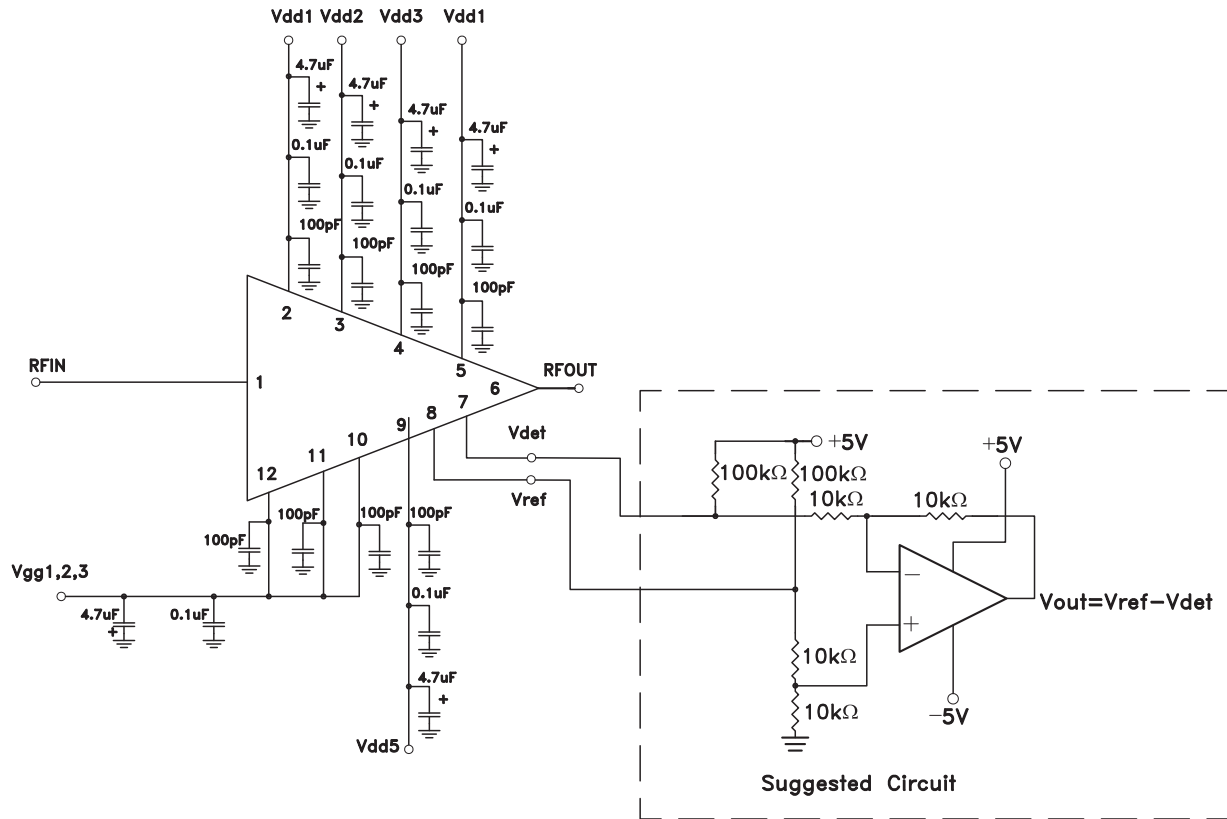 Vdd1 Vdd2 Vdd3 Vdd1
4.7uF
+
4.7uF
+
4.7uF
+
4.7uF
+
0.1uF
0.1uF
0.1uF
0.1uF
100pF
100pF
100pF
100pF
2
3
4
5
6
7
8
9
10
11
12
1
RFIN
RFOUT
Vdet
Vref
100pF
100pF
100pF
100pF
Vgg1,2,3
4.7uF
+
0.1uF
0.1uF
4.7uF
+
Vdd5
+5V
+5V
100kΩ
100kΩ
10kΩ
10kΩ
−
+
Vout=Vref−Vdet
10kΩ
10kΩ
−5V
Suggested Circuit